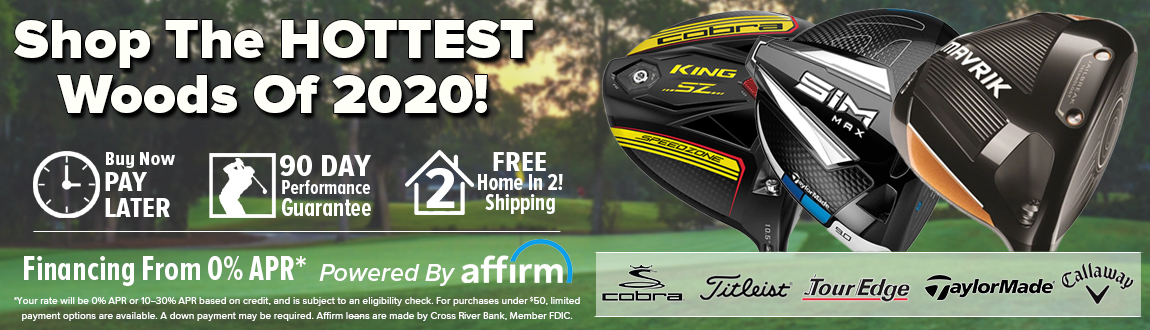 Shop The HOTTEST
Woods Of 2020!
Buy Now
PAY
LATER
90 DAY
Performance
Guarantee
2
FREE
Home In 2!
Shipping
Financing From 0% APR* Powered By affirm
*Your rate will be 0% APR or 10–30% APR based on credit, and is subject to an eligibility check. For purchases under $50, limited
payment options are available. A down payment may be required. Affirm loans are made by Cross River Bank, Member FDIC.
cobra
KING
SZ
SPEEDZONE
10.5
SIM
MAX
TaylorMade
9.0
MAVRIK
cobra
Titleist
Tour Edge
TaylorMade
Callaway